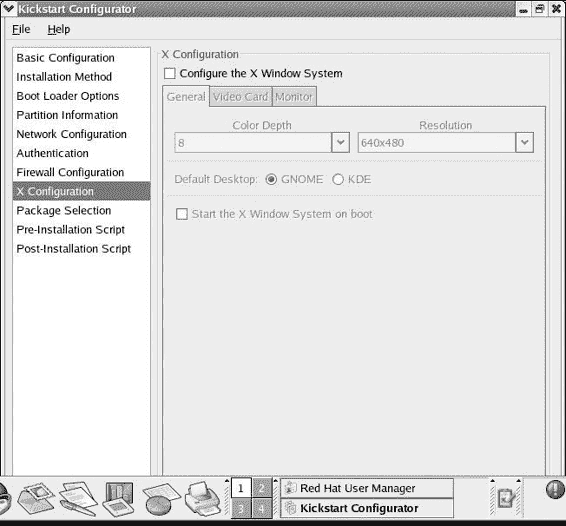 Kickstart Configurator
File Help
Basic Configuration
Installation Method
Boot Loader Options
Partition Information
Network Configuration
Authentication
Firewall Configuration
X Configuration
Package Selection
Pre-Installation Script
Post-Installation Script
X Configuration
Configure the X Window System
General Video Card Monitor
Color Depth Resolution
8 640x480
Default Desktop: GNOME KDE
Start the X Window System on boot
1 2 Red Hat User Manager
3 4 Kickstart Configurator